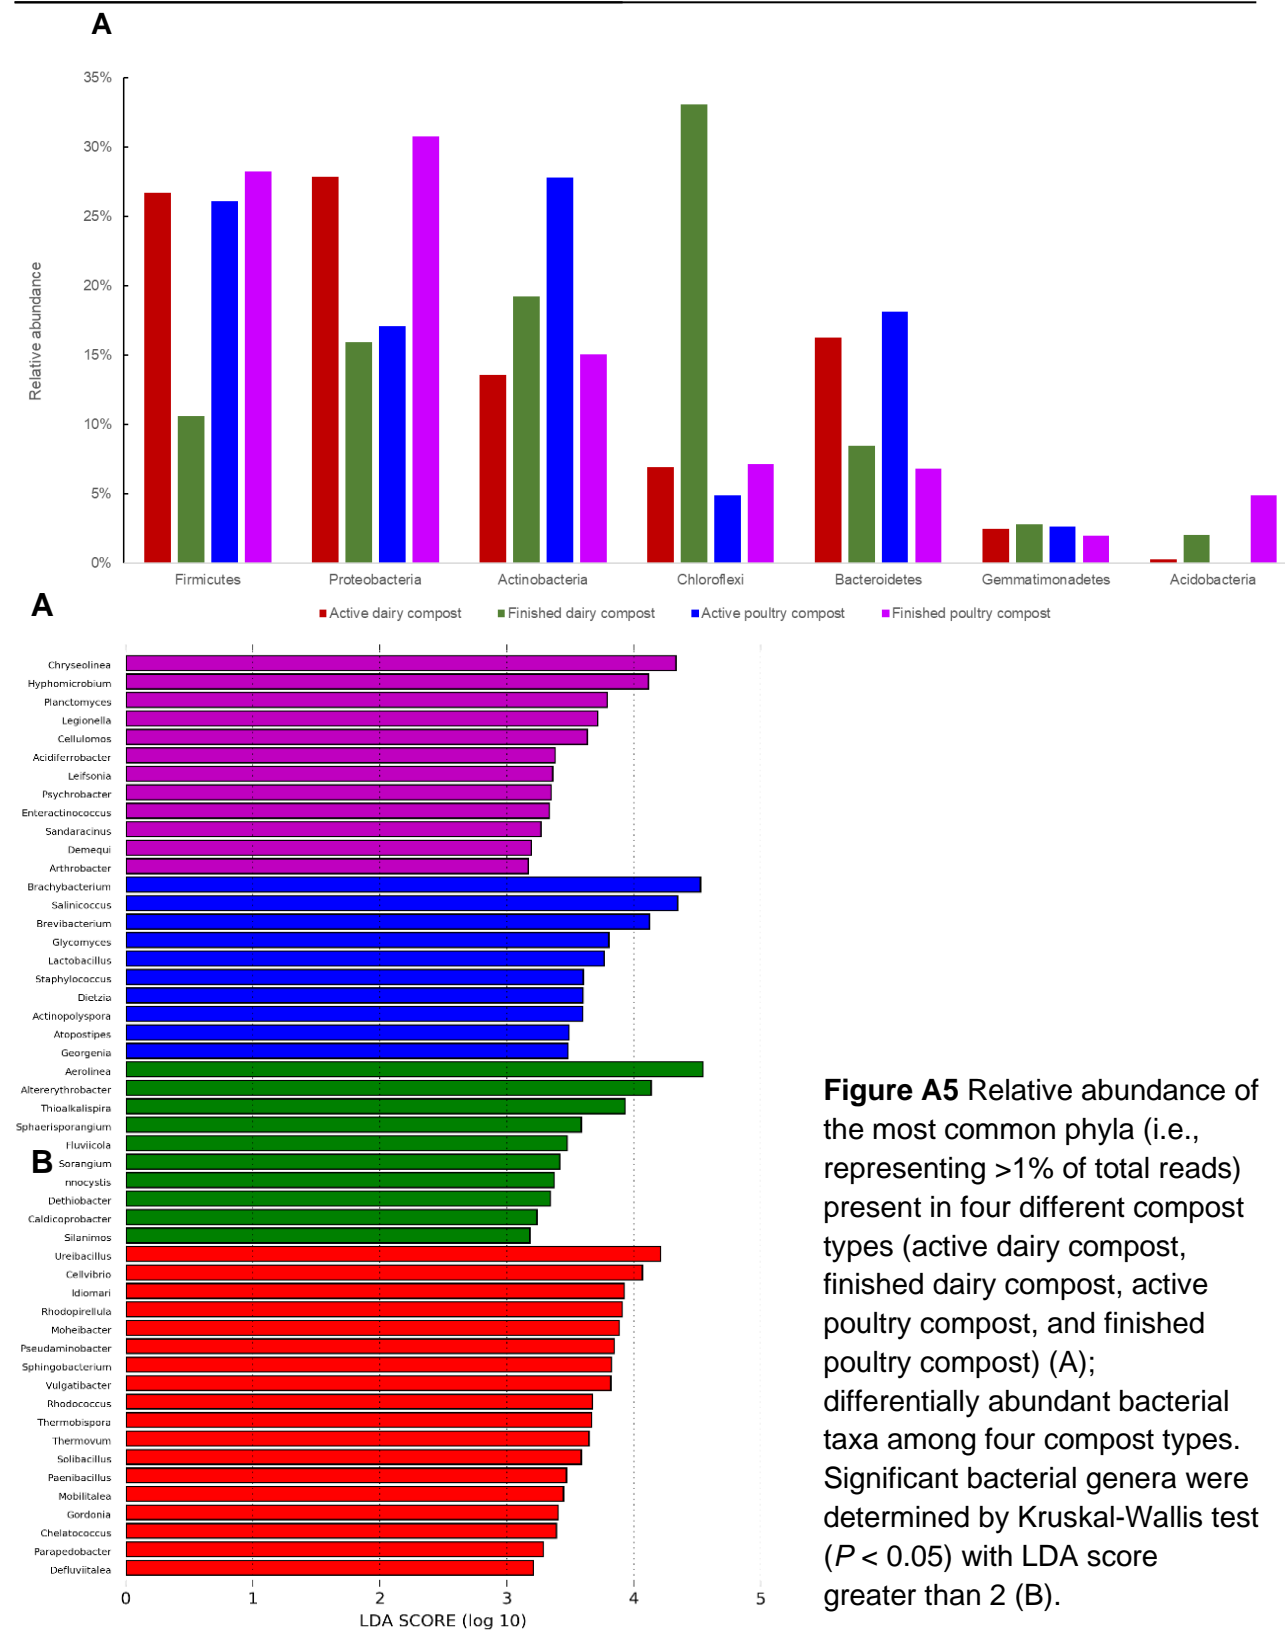 A
35%
30%
25%
20%
15%
10%
5%
0%
Relative abundance
Firmicutes Proteobacteria Actinobacteria Chloroflexi Bacteroidetes Gemmatimonadetes Acidobacteria
Active dairy compost Finished dairy compost Active poultry compost Finished poultry compost
A
Chryseolinea
Hyphomicrobium
Planctomyces
Legionella
Cellulomos
Acidiferrobacter
Leifsonia
Psychrobacter
Enteractinococcus
Sandaracinus
Demequi
Arthrobacter
Brachybacterium
Salinicoccus
Brevibacterium
Glycomyces
Lactobacillus
Staphylococcus
Dietzia
Actinopolyspora
Atopostipes
Georgenia
Aerolinea
Altererythrobacter
Thioalkalispira
Sphaerisporangium
Fluviicola
B
Sorangium
nnocystis
Dethiobacter
Caldicoprobacter
Silanimos
Ureibacillus
Cellvibrio
Idiomari
Rhodopirellula
Moheibacter
Pseudaminobacter
Sphingobacterium
Vulgatibacter
Rhodococcus
Thermobispora
Thermovum
Solibacillus
Paenibacillus
Mobilitalea
Gordonia
Chelatococcus
Parapedobacter
Defluviitalea
0 1 2 3 4 5
LDA SCORE (log 10)
Figure A5 Relative abundance of
the most common phyla (i.e.,
representing >1% of total reads)
present in four different compost
types (active dairy compost,
finished dairy compost, active
poultry compost, and finished
poultry compost) (A);
differentially abundant bacterial
taxa among four compost types.
Significant bacterial genera were
determined by Kruskal-Wallis test
(P < 0.05) with LDA score
greater than 2 (B).